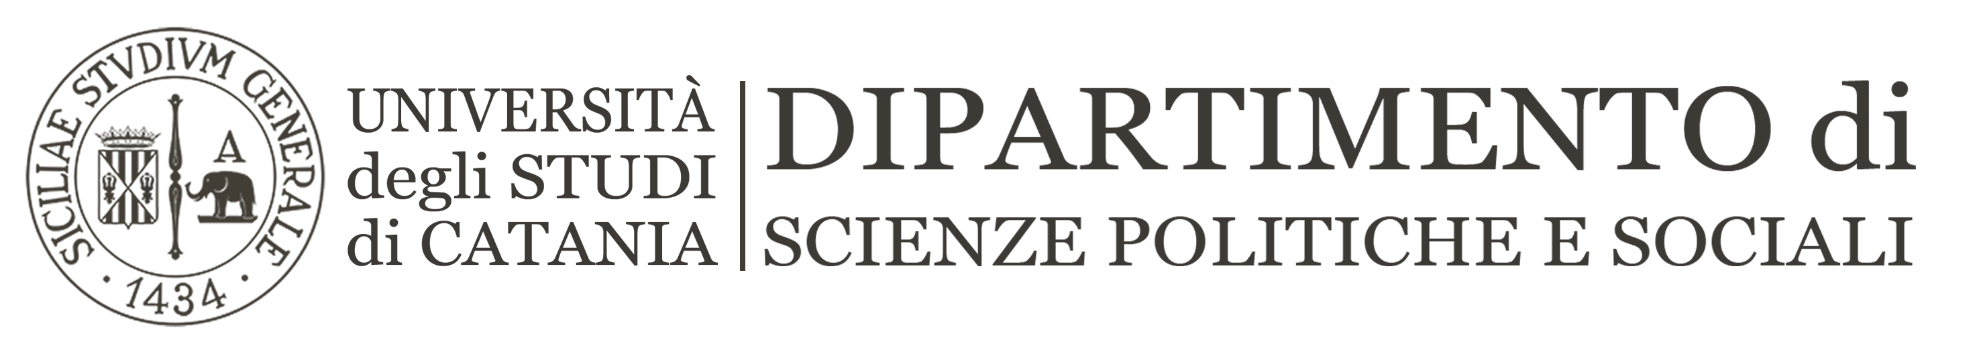 SICILIAE STVDIVM GENERALE
A
· 1434 ·
UNIVERSITÀ
degli STUDI
di CATANIA
DIPARTIMENTO di
SCIENZE POLITICHE E SOCIALI